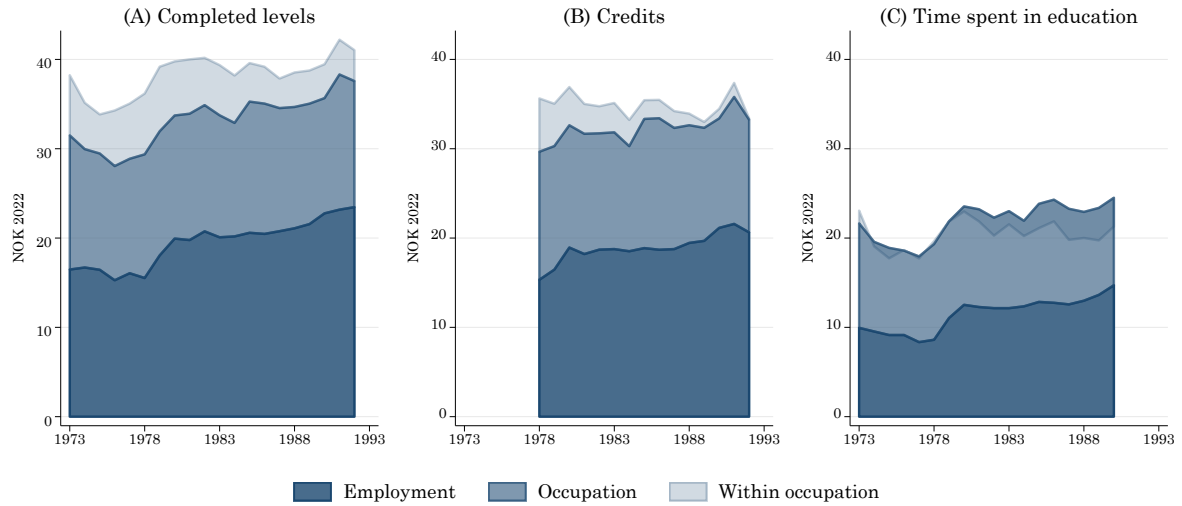 (A) Completed levels
(B) Credits
(C) Time spent in education
NOK 2022
40
30
20
10
0
1973 1978 1983 1988 1993
NOK 2022
40
30
20
10
0
1973 1978 1983 1988 1993
NOK 2022
40
30
20
10
0
1973 1978 1983 1988 1993
Employment Occupation Within occupation